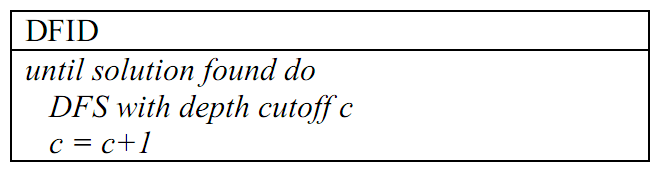 DFID
until solution found do
DFS with depth cutoff c
c = c+1